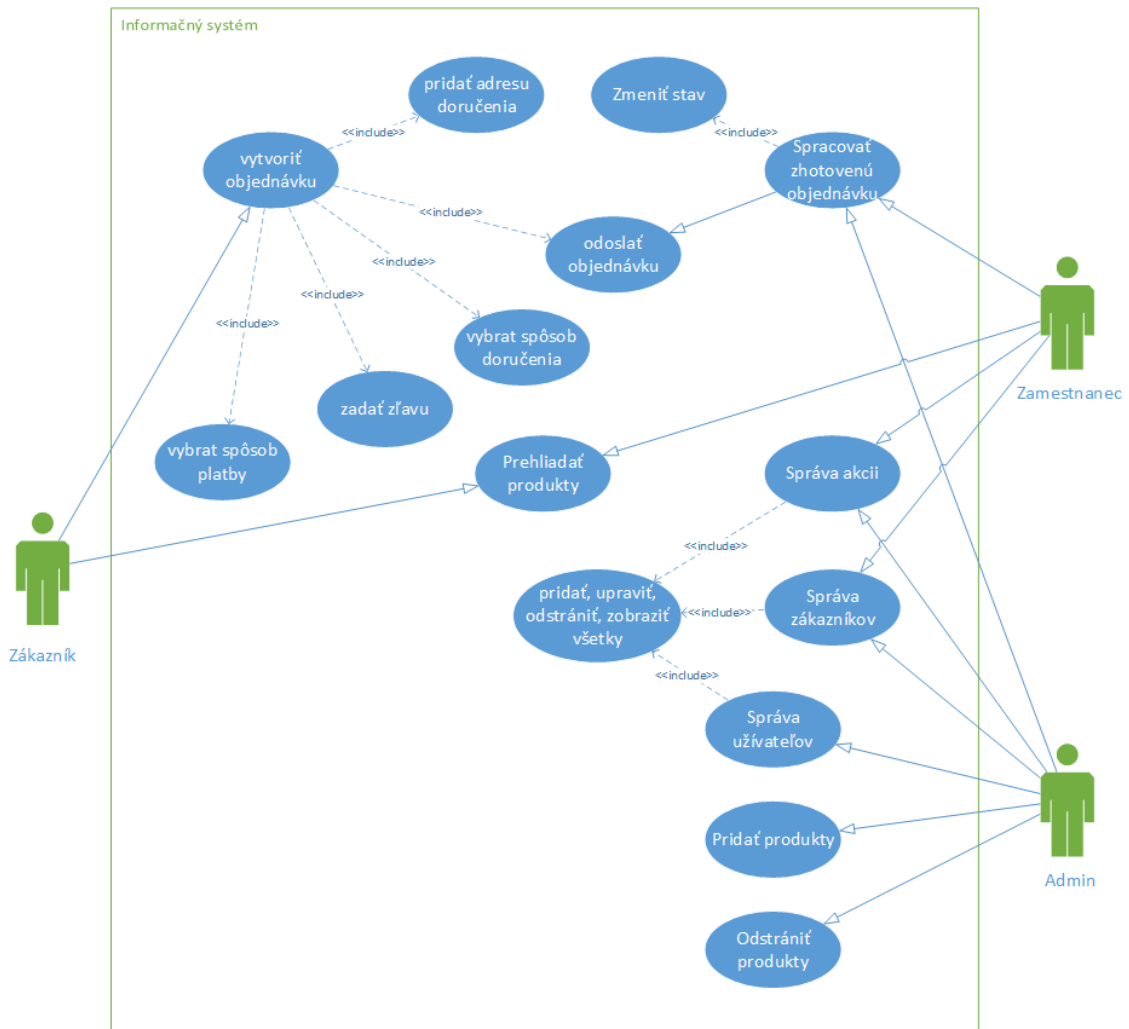 Informačný systém
pridať adresu
doručenia
Zmeniť stav
<<include>>
<<include>>
vytvoriť
objednávku
Spracovať
zhotovenú
objednávku
<<include>>
odoslať
objednávku
<<include>>
<<include>>
<<include>>
vybrat spôsob
doručenia
zadať zľavu
vybrat spôsob
platby
Prehliadať
produkty
Správa akcii
Zamestnanec
<<include>>
pridať, upraviť,
odstrániť, zobraziť
všetky
<<include>>
Správa
zákazníkov
Zákazník
<<include>>
Správa
užívateľov
Pridať produkty
Admin
Odstrániť
produkty